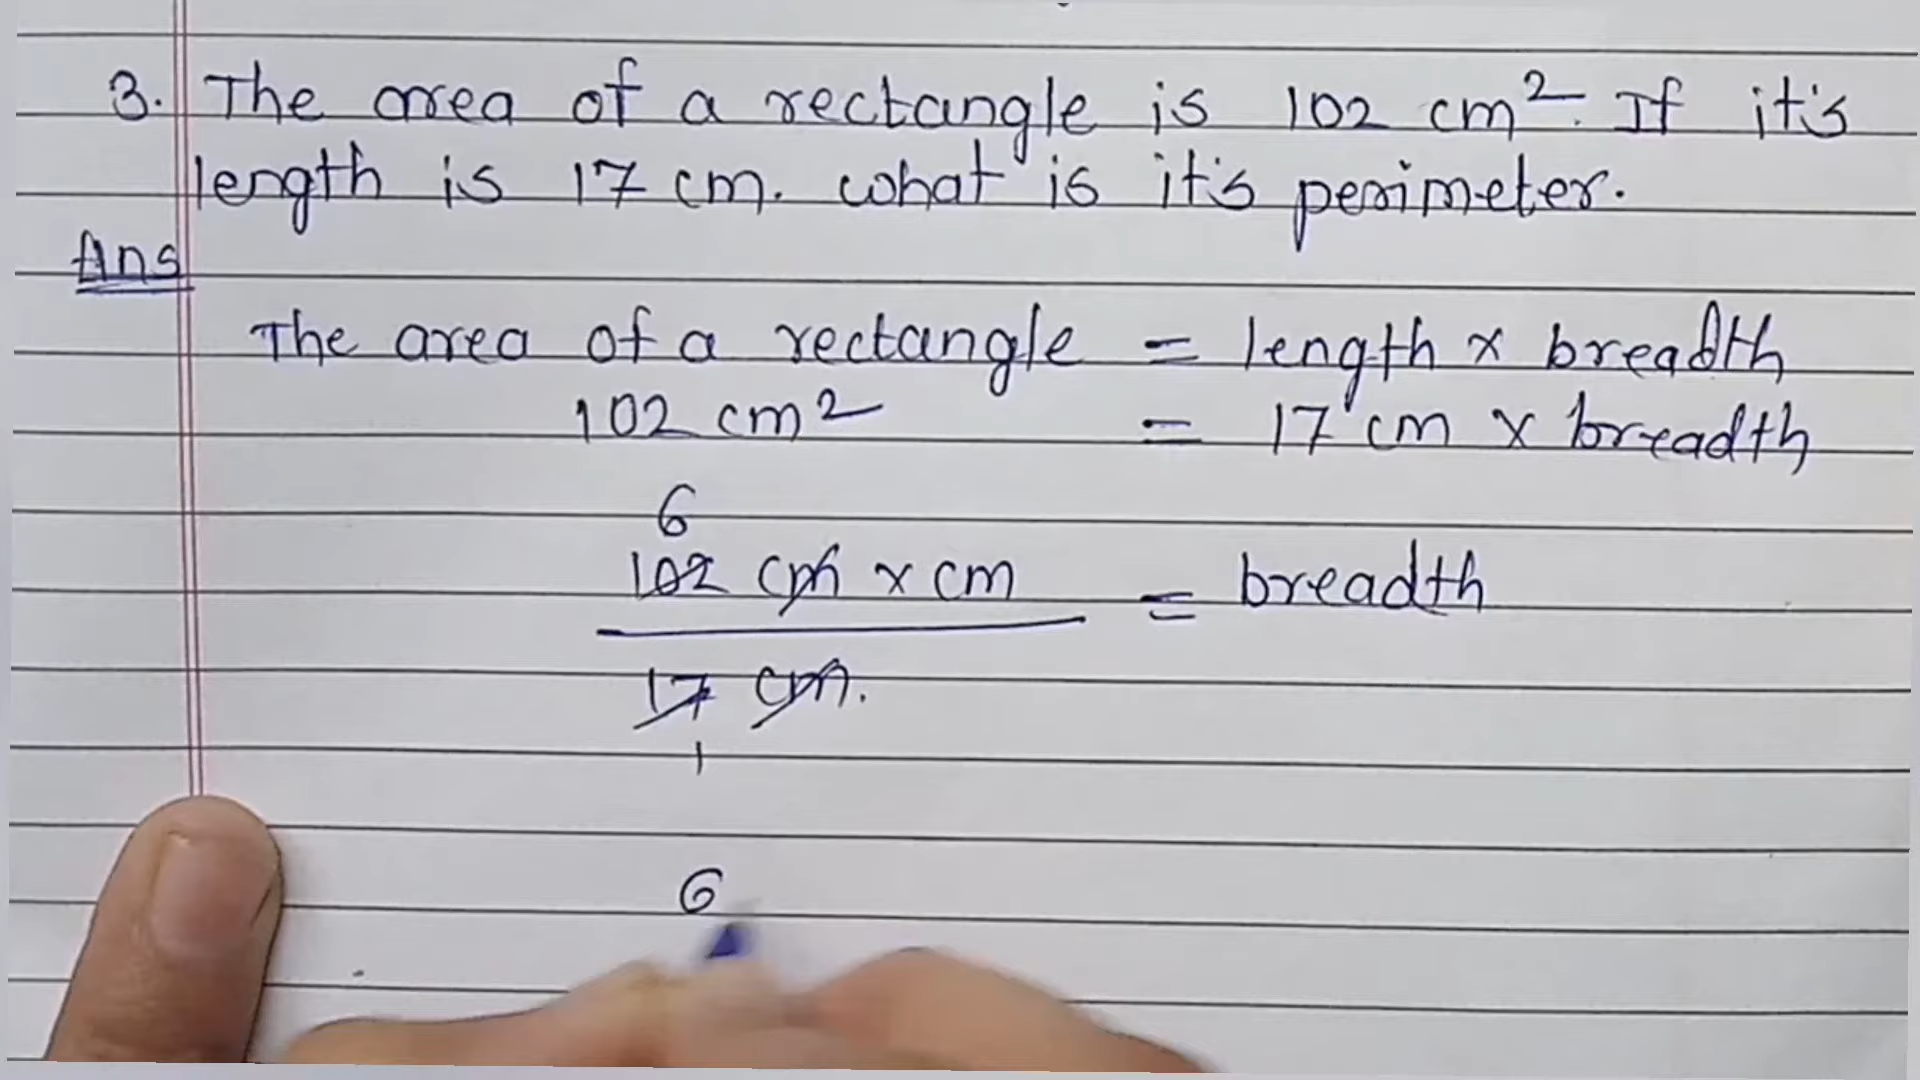 3. The area of a rectangle is 102 cm². If it's
length is 17 cm. what is it's perimeter.
Ans
The area of a rectangle = length x breadth
102 cm² = 17 cm x breadth
6
102 cm x cm = breadth
17 cm.
1
6